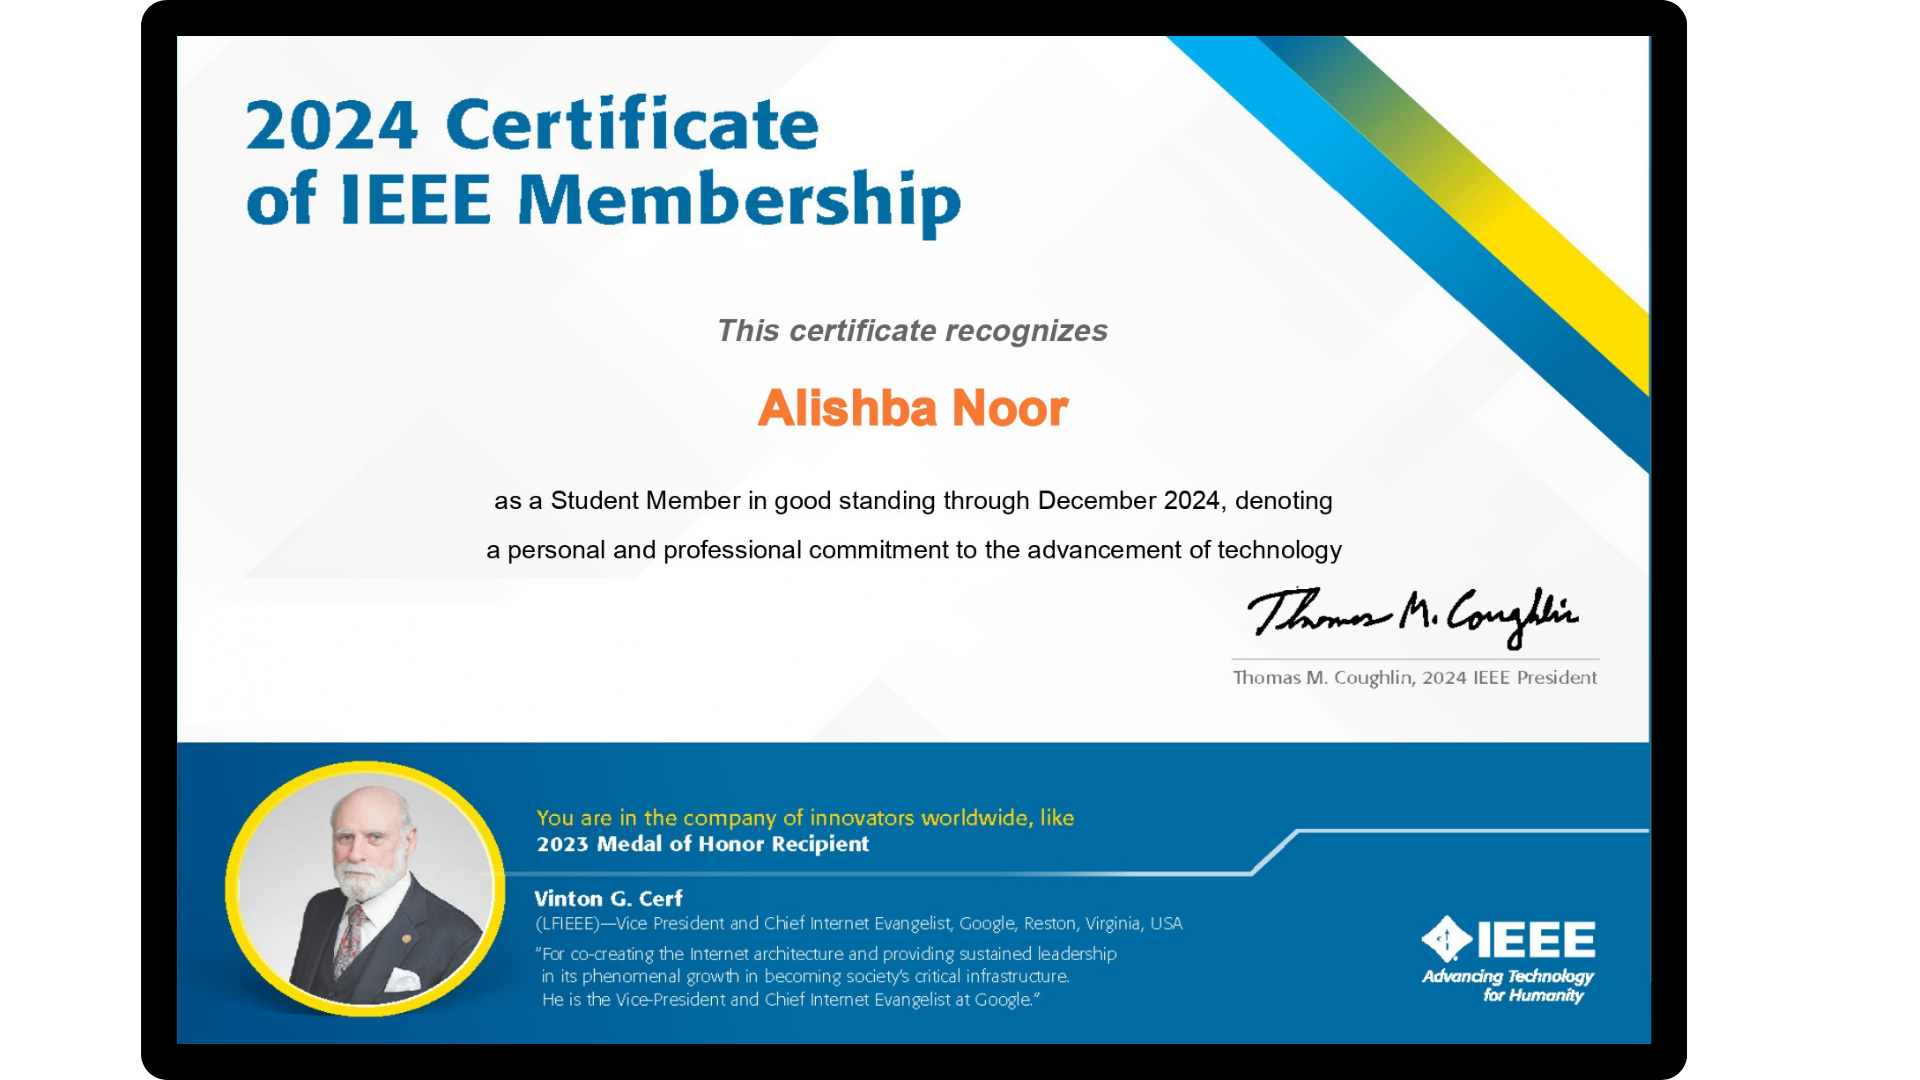 2024 Certificate
of IEEE Membership
This certificate recognizes
Alishba Noor
as a Student Member in good standing through December 2024, denoting
a personal and professional commitment to the advancement of technology
Thomas M. Coughlin
Thomas M. Coughlin, 2024 IEEE President
You are in the company of innovators worldwide, like
2023 Medal of Honor Recipient
Vinton G. Cerf
(LFIEEE)—Vice President and Chief Internet Evangelist, Google, Reston, Virginia, USA
"For co-creating the Internet architecture and providing sustained leadership
in its phenomenal growth in becoming society's critical infrastructure.
He is the Vice-President and Chief Internet Evangelist at Google."
IEEE
Advancing Technology
for Humanity